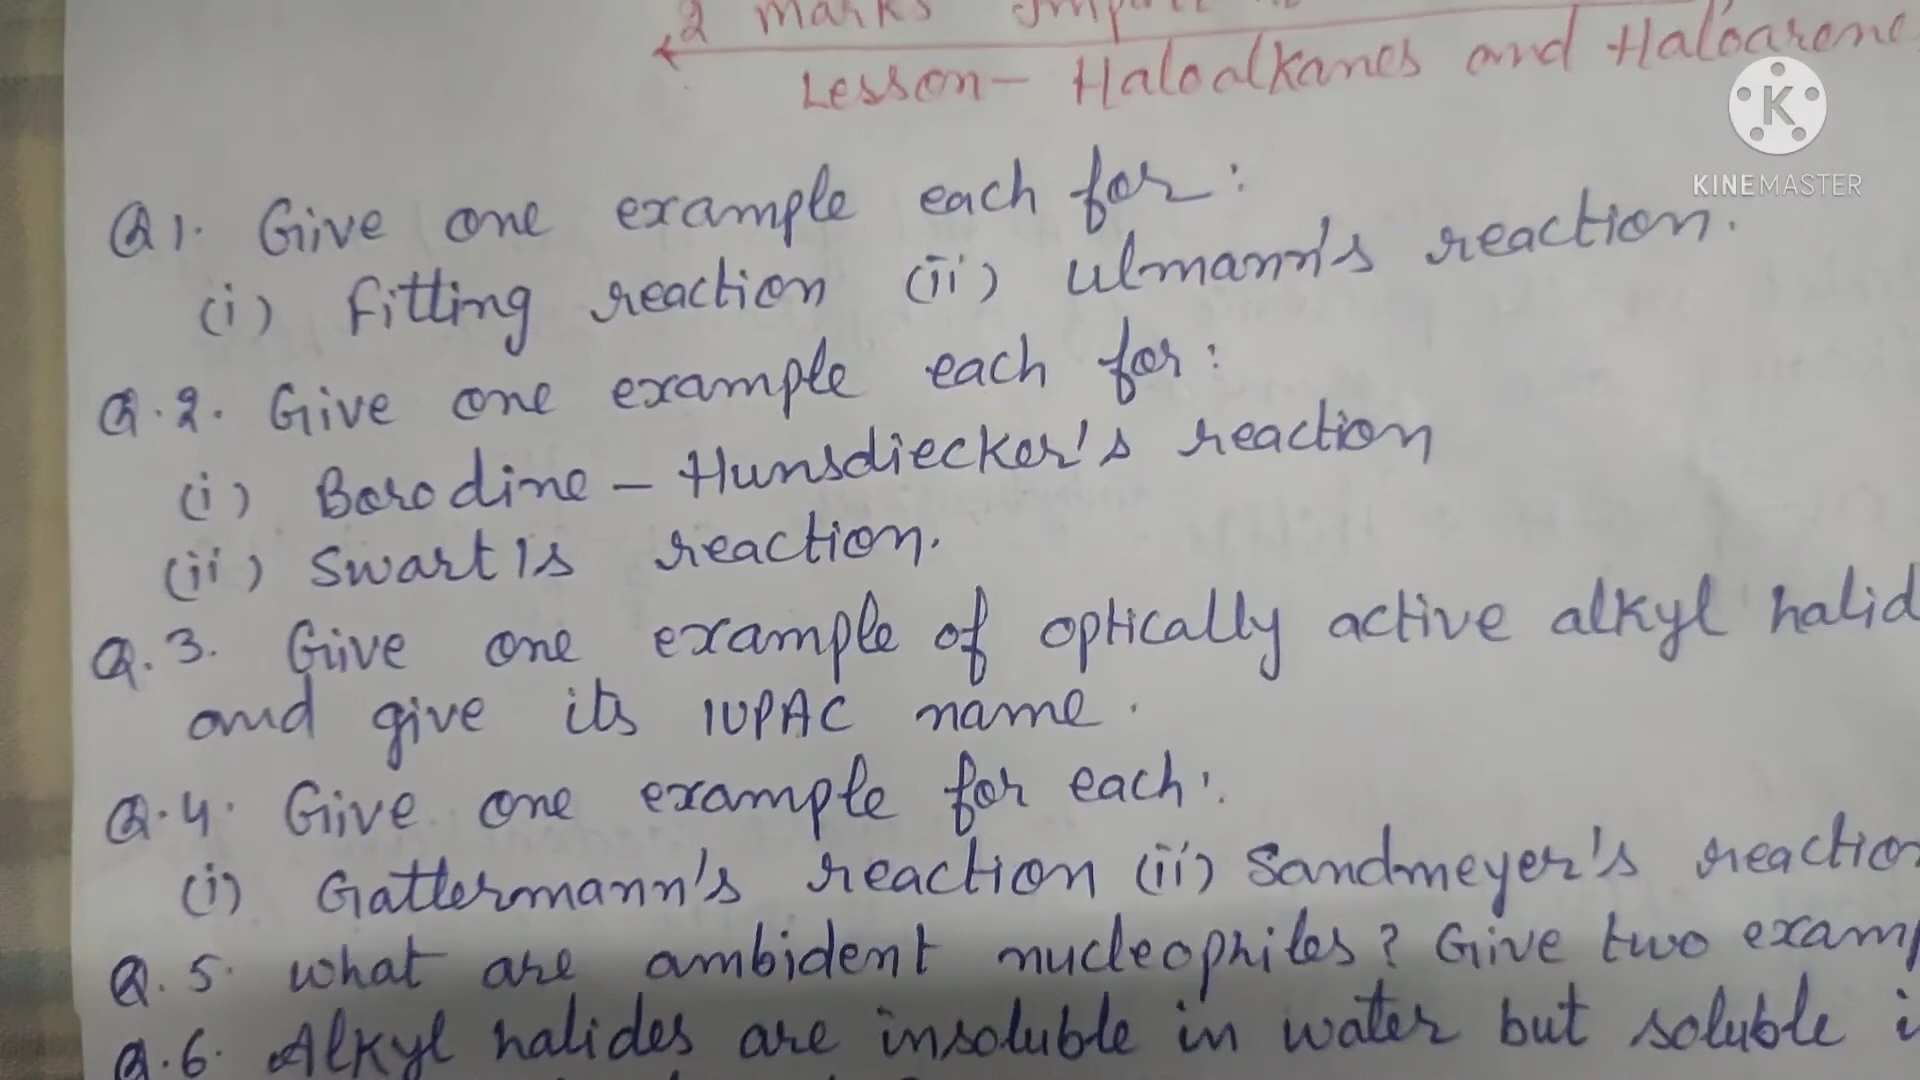 2 Marks
Lesson- Haloalkanes and Haloarene
K
KINEMASTER
Q1. Give one example each for:
(i) Fitting reaction (ii) Ulmann's reaction.
Q.2. Give one example each for:
(i) Borodine - Hunsdiecker's reaction
(ii) Swart's reaction.
Q.3. Give one example of optically active alkyl halid
and give its IUPAC name.
Q.4. Give one example for each:
(i) Gattermann's reaction (ii) Sandmeyer's reaction
Q.5. What are ambident nucleophiles? Give two examp
Q.6. Alkyl halides are insoluble in water but soluble i